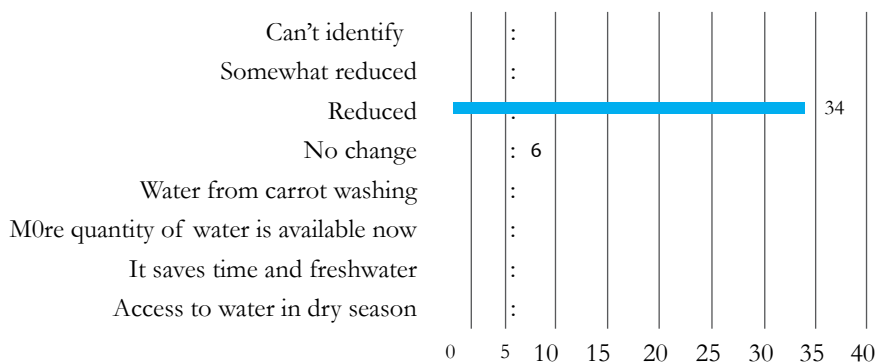 Can't identify :
Somewhat reduced :
Reduced : 34
No change : 6
Water from carrot washing :
M0re quantity of water is available now :
It saves time and freshwater :
Access to water in dry season :
0 5 10 15 20 25 30 35 40